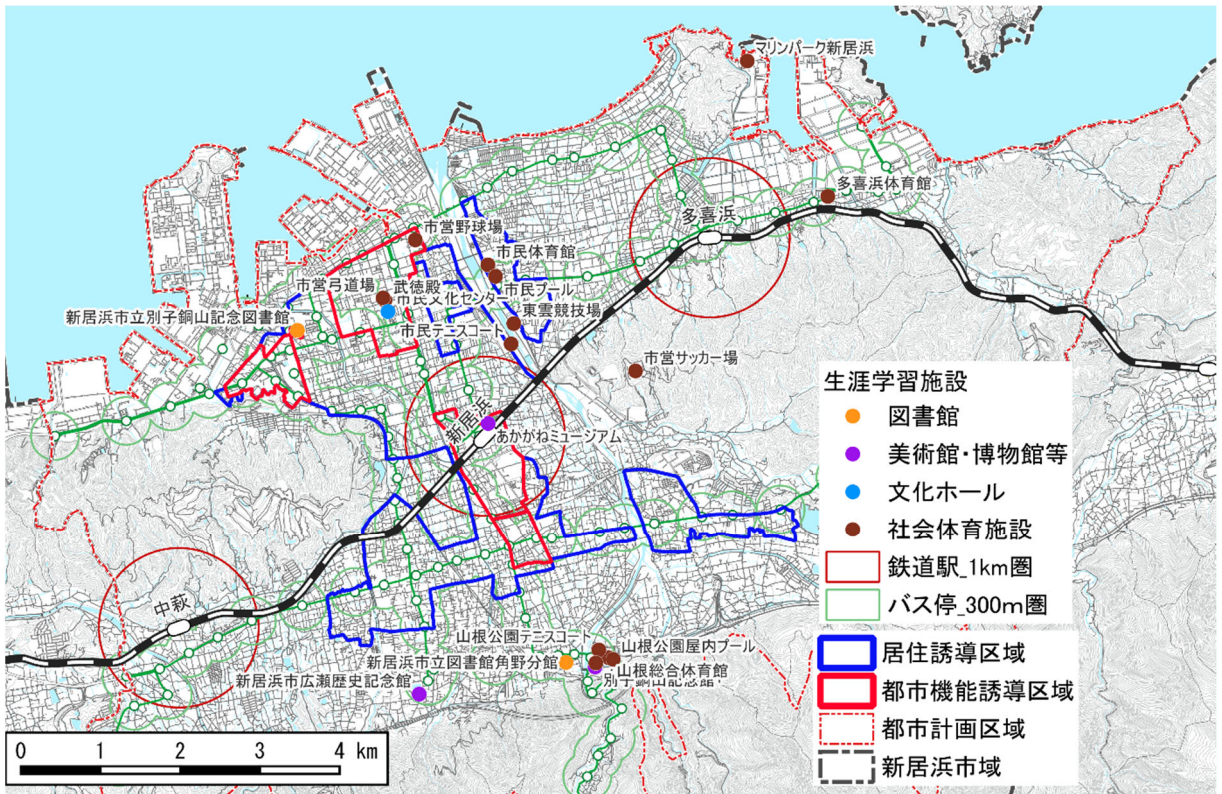 マリンパーク新居浜
多喜浜体育館
多喜浜
市営野球場
市民体育館
市営弓道場
武徳殿
市民プール
市民文化センター
新居浜市立別子銅山記念図書館
東雲競技場
市民テニスコート
市営サッカー場
新居浜
あかがねミュージアム
中萩
山根公園テニスコート
山根公園屋内プール
新居浜市立図書館角野分館
山根総合体育館
別子銅山記念館
新居浜市広瀬歴史記念館
生涯学習施設
図書館
美術館・博物館等
文化ホール
社会体育施設
鉄道駅_1km圏
バス停_300m圏
居住誘導区域
都市機能誘導区域
都市計画区域
新居浜市域
0 1 2 3 4 km